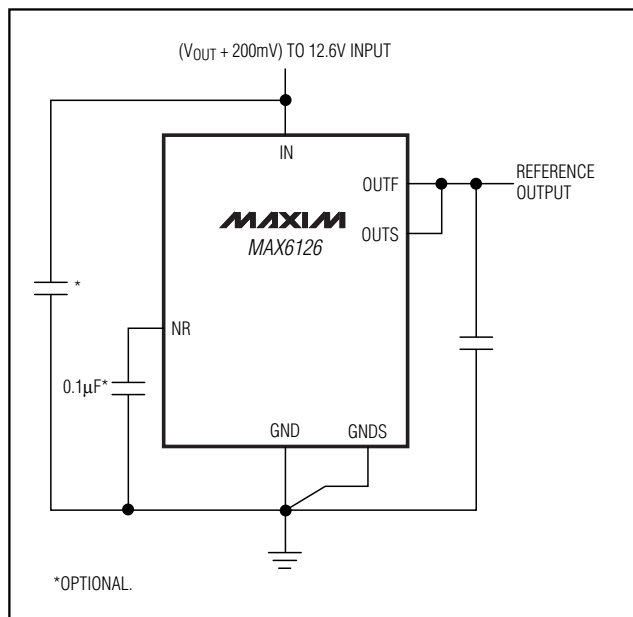 (VOUT + 200mV) TO 12.6V INPUT
IN
OUTF
REFERENCE
OUTPUT
MAXIM
OUTS
MAX6126
*
NR
0.1µF*
GND
GNDS
*OPTIONAL.